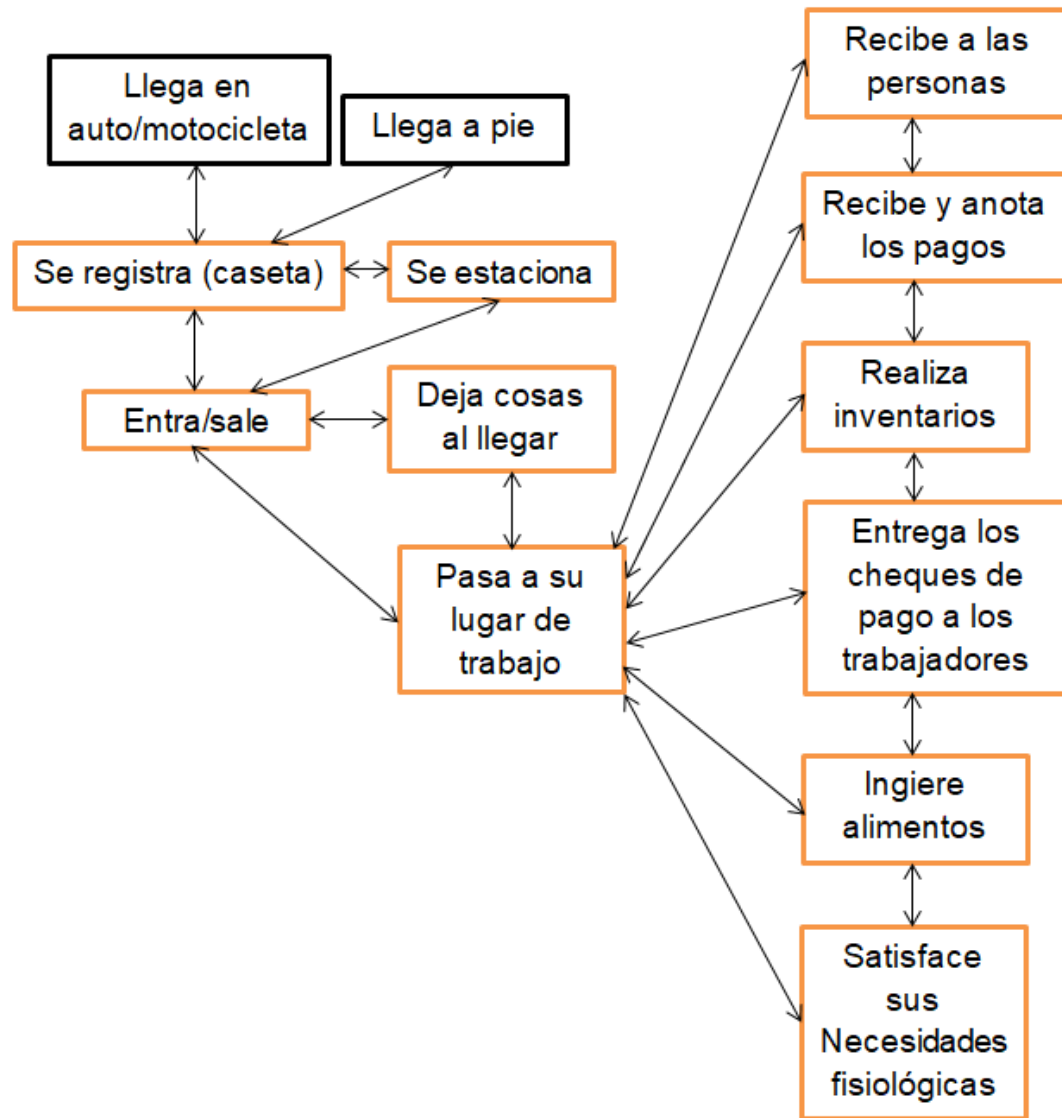 Llega en
auto/motocicleta
Llega a pie
Se registra (caseta)
Se estaciona
Entra/sale
Deja cosas
al llegar
Pasa a su
lugar de
trabajo
Recibe a las
personas
Recibe y anota
los pagos
Realiza
inventarios
Entrega los
cheques de
pago a los
trabajadores
Ingiere
alimentos
Satisface
sus
Necesidades
fisiológicas